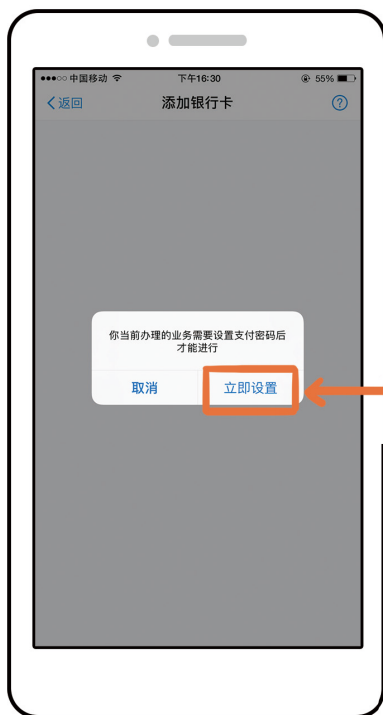 中国移动 下午16:30 55%
返回 添加银行卡 ?
你当前办理的业务需要设置支付密码后
才能进行
取消 立即设置